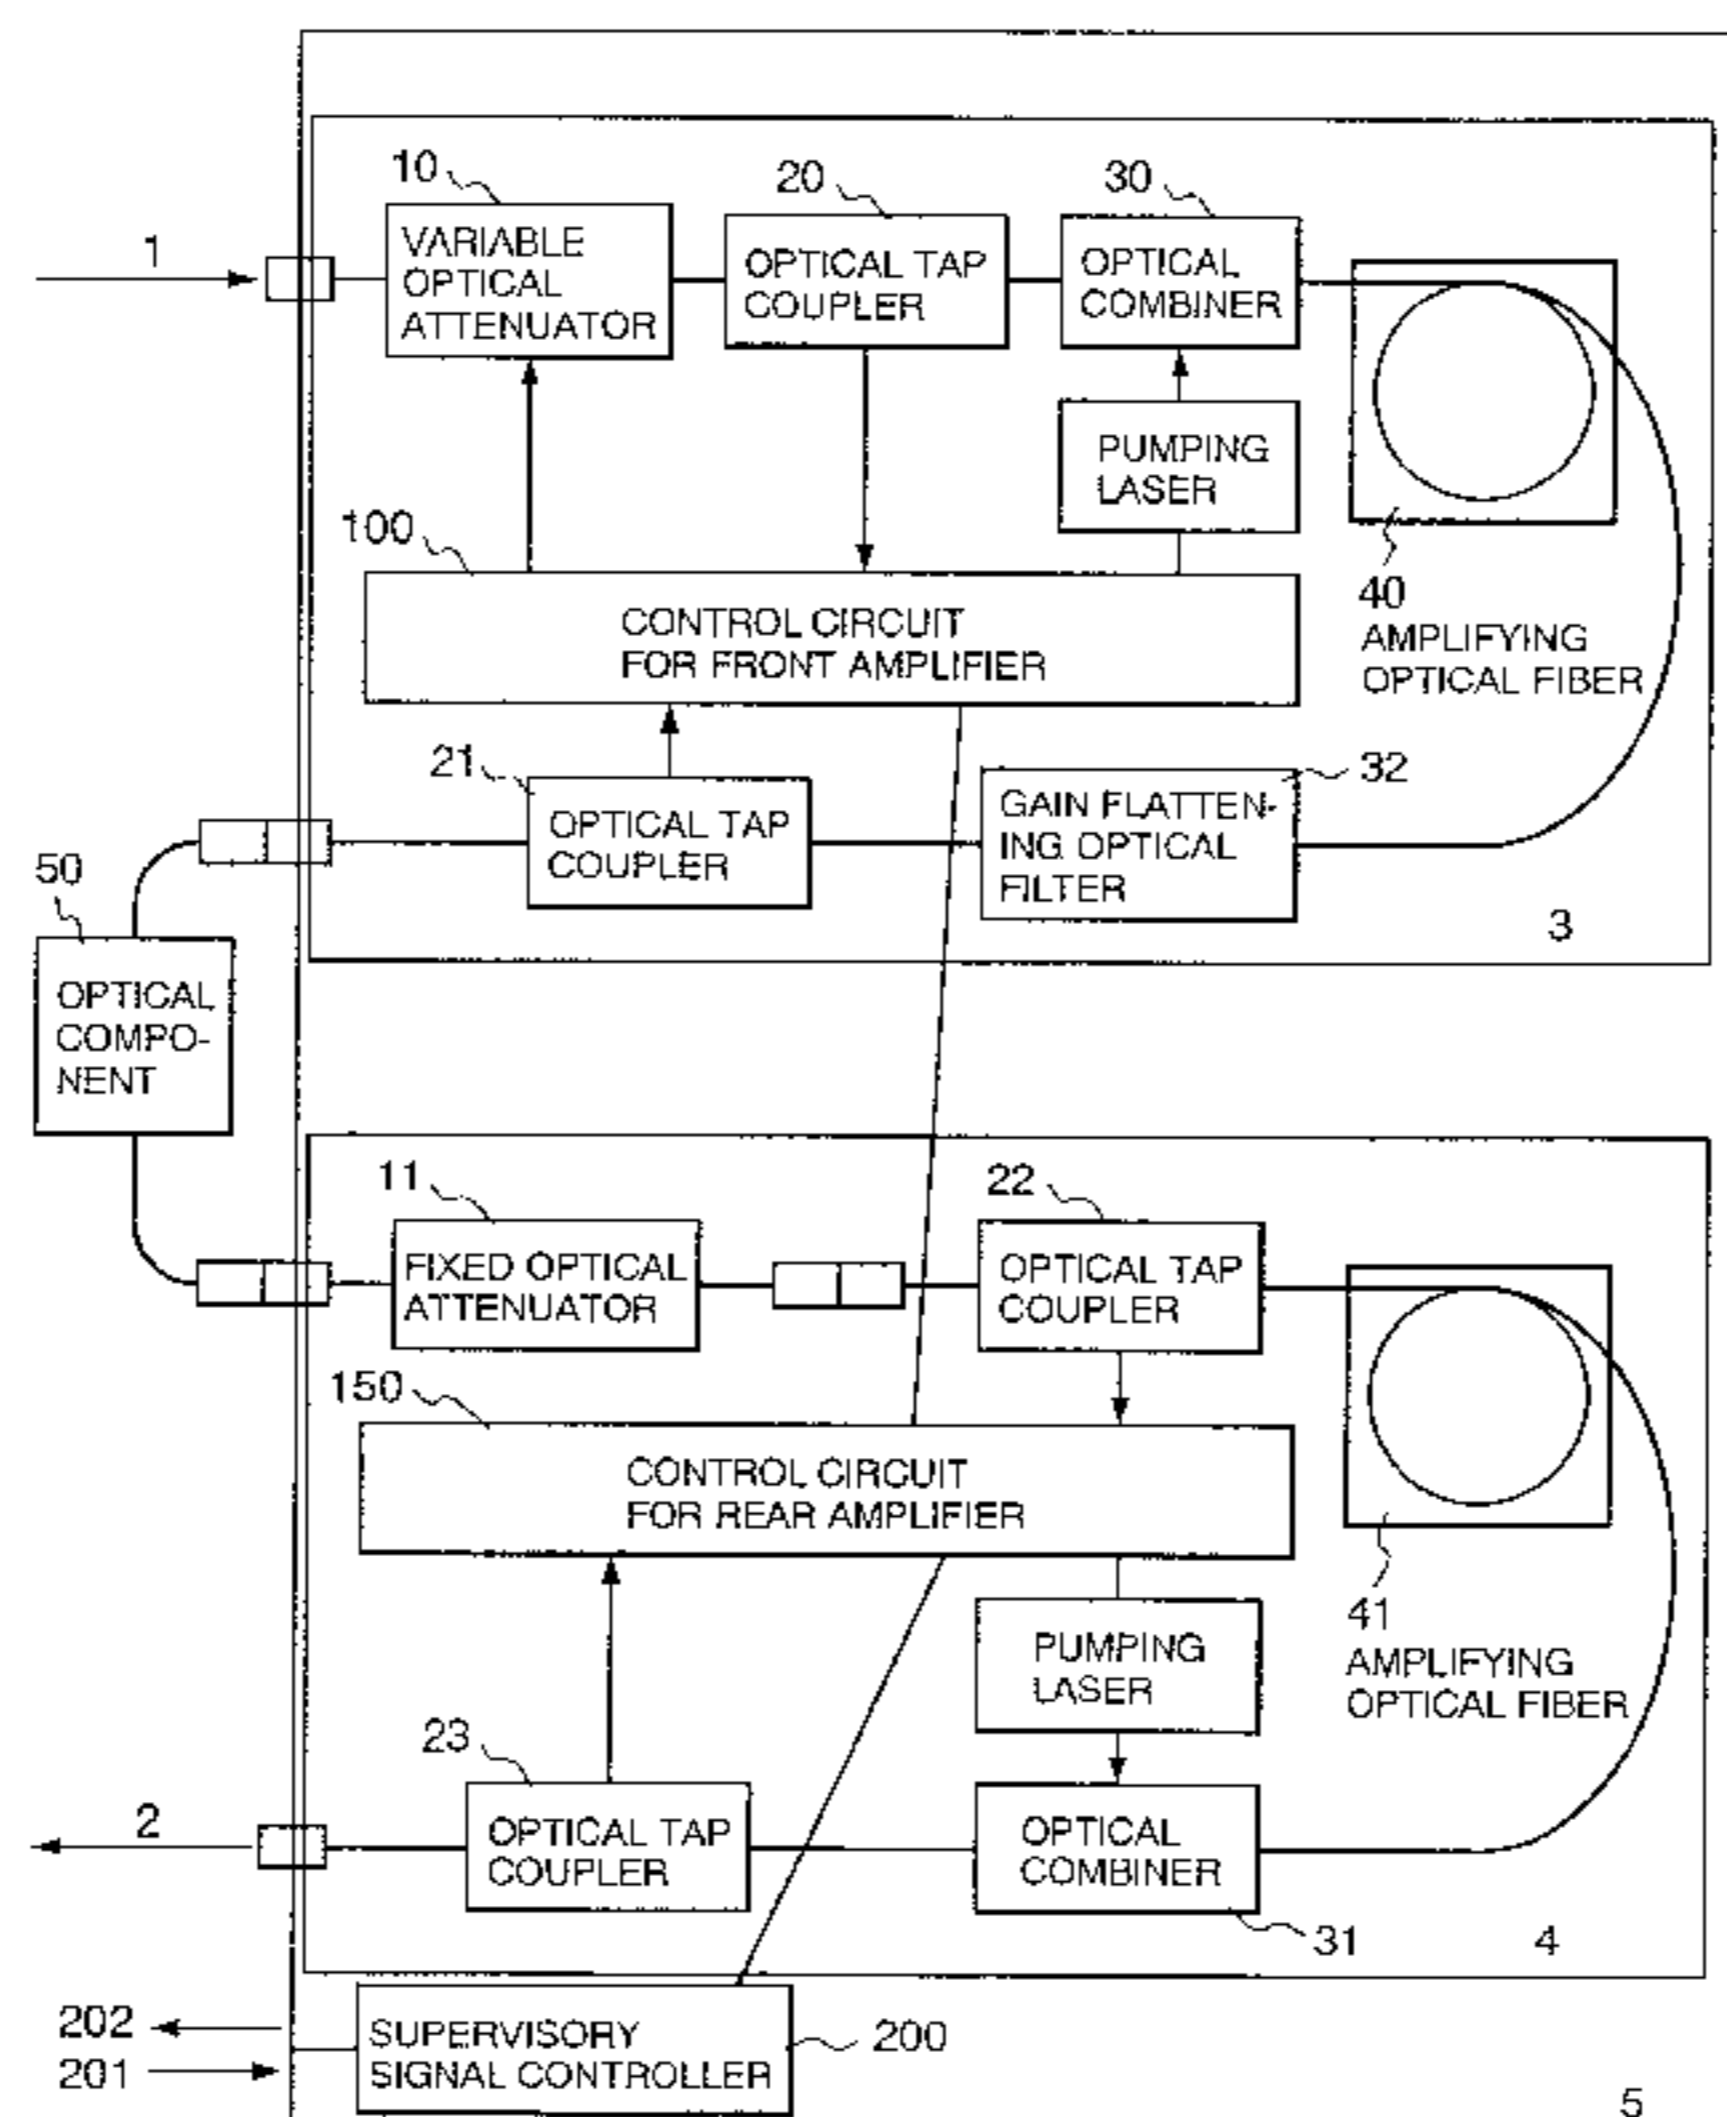 10
20
30
1
VARIABLE
OPTICAL
ATTENUATOR
OPTICAL TAP
COUPLER
OPTICAL
COMBINER
PUMPING
LASER
100
CONTROL CIRCUIT
FOR FRONT AMPLIFIER
40
AMPLIFYING
OPTICAL FIBER
21
OPTICAL TAP
COUPLER
32
GAIN FLATTEN-
ING OPTICAL
FILTER
3
50
OPTICAL
COMPO-
NENT
11
FIXED OPTICAL
ATTENUATOR
22
OPTICAL TAP
COUPLER
150
CONTROL CIRCUIT
FOR REAR AMPLIFIER
41
AMPLIFYING
OPTICAL FIBER
PUMPING
LASER
23
OPTICAL TAP
COUPLER
OPTICAL
COMBINER
31
2
4
202
201
SUPERVISORY
SIGNAL CONTROLLER
200
5